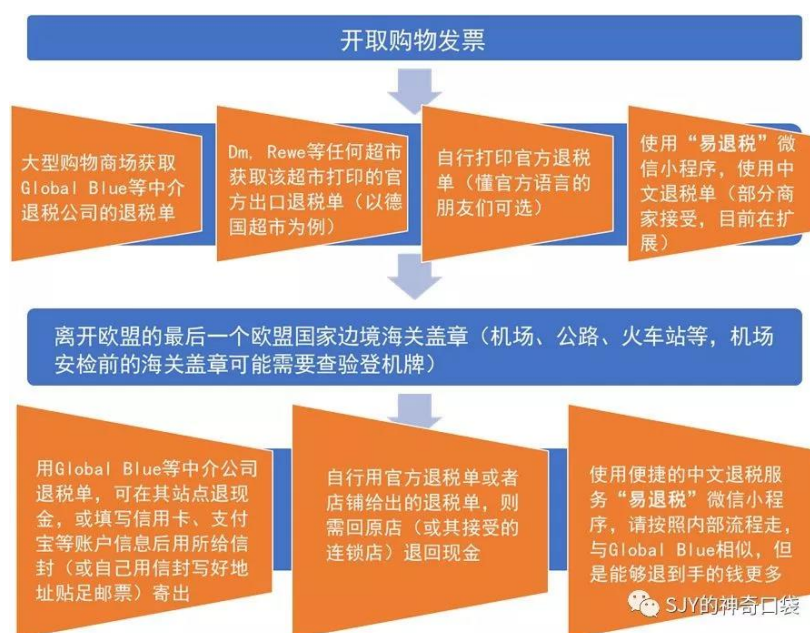 开取购物发票
大型购物商场获取
Global Blue等中介
退税公司的退税单
Dm, Rewe等任何超市
获取该超市打印的官
方出口退税单（以德
国超市为例）
自行打印官方退税
单（懂官方语言的
朋友们可选）
使用“易退税”微
信小程序，使用中
文退税单（部分商
家接受，目前在扩
展）
离开欧盟的最后一个欧盟国家边境海关盖章（机场、公路、火车站等，机场
安检前的海关盖章可能需要查验登机牌）
用Global Blue等中介公司
退税单，可在其站点退现
金，或填写信用卡、支付
宝等账户信息后用所给信
封（或自己用信封写好地
址贴足邮票）寄出
自行用官方退税单或者
店铺给出的退税单，则
需回原店（或其接受的
连锁店）退回现金
使用便捷的中文退税服
务“易退税”微信小程
序，请按照内部流程走，
与Global Blue相似，但
是能够退到手的钱更多
SJY的神奇口袋